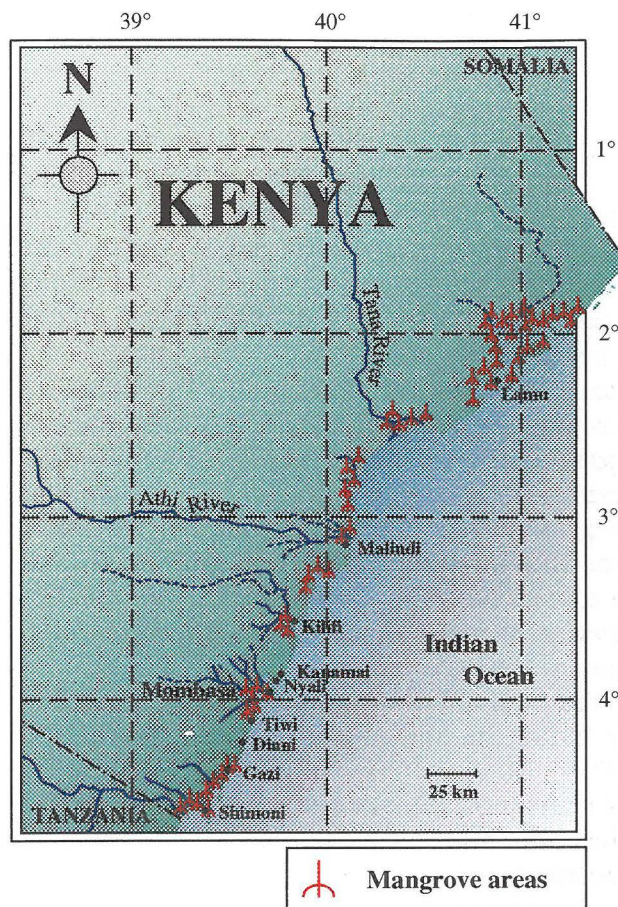 39° 40° 41°
SOMALIA
N
1°
KENYA
Tana River
2°
Lamu
Athi River
3°
Malindi
Kilifi
Indian
Ocean
Kanamai
Nyali
Mombasa
4°
Tiwi
Diani
Gazi
25 km
TANZANIA
Shimoni
Mangrove areas